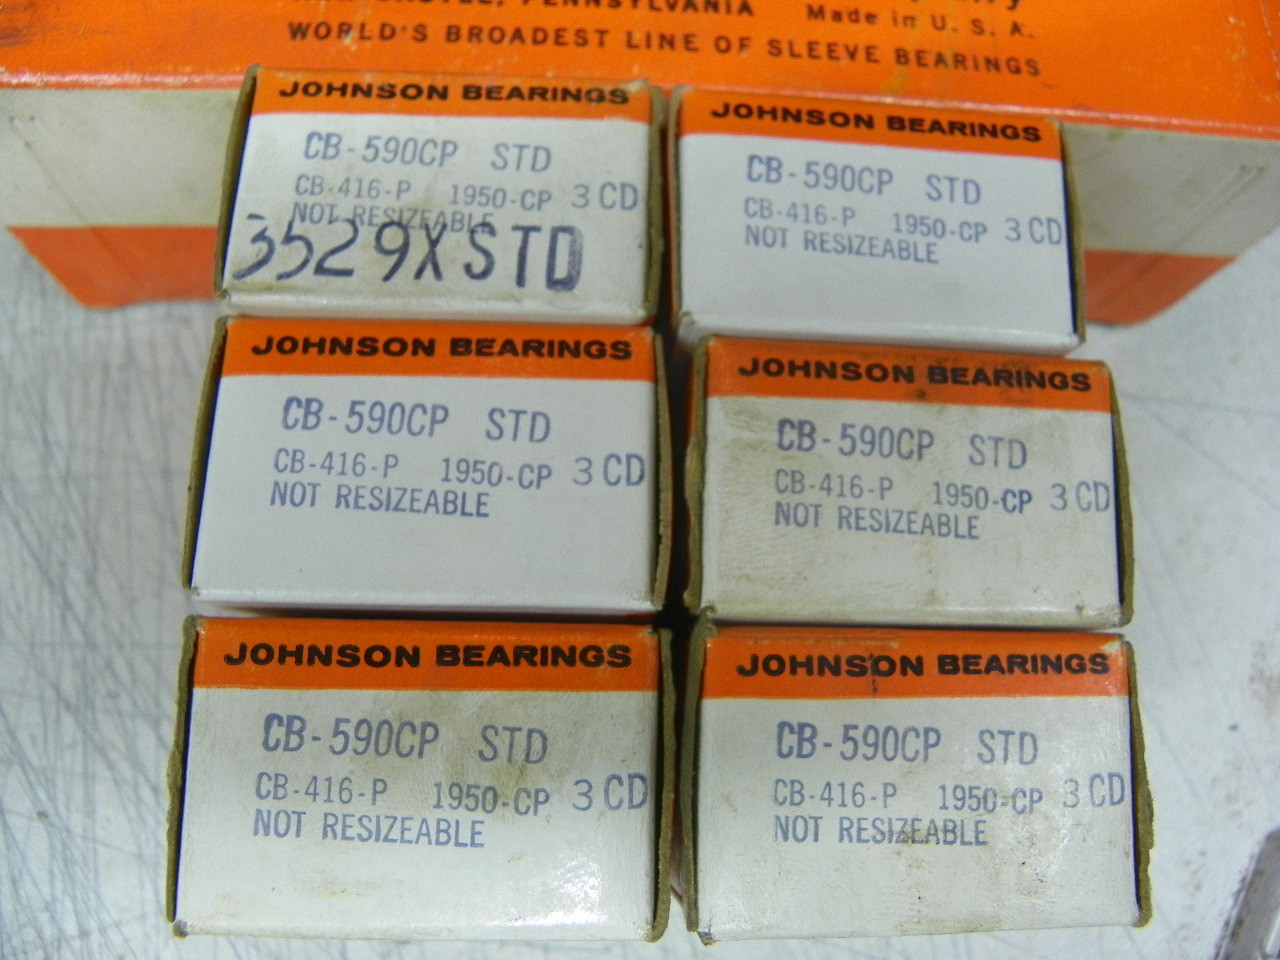 PENNSYLVANIA Made in U. S. A.
WORLD'S BROADEST LINE OF SLEEVE BEARINGS
JOHNSON BEARINGS
CB-590CP STD
CB-416-P 1950-CP 3 CD
NOT RESIZEABLE
3529X STD
JOHNSON BEARINGS
CB-590CP STD
CB-416-P 1950-CP 3 CD
NOT RESIZEABLE
JOHNSON BEARINGS
CB-590CP STD
CB-416-P 1950-CP 3 CD
NOT RESIZEABLE
JOHNSON BEARINGS
CB-590CP STD
CB-416-P 1950-CP 3 CD
NOT RESIZEABLE
JOHNSON BEARINGS
CB-590CP STD
CB-416-P 1950-CP 3 CD
NOT RESIZEABLE
JOHNSON BEARINGS
CB-590CP STD
CB-416-P 1950-CP 3 CD
NOT RESIZEABLE